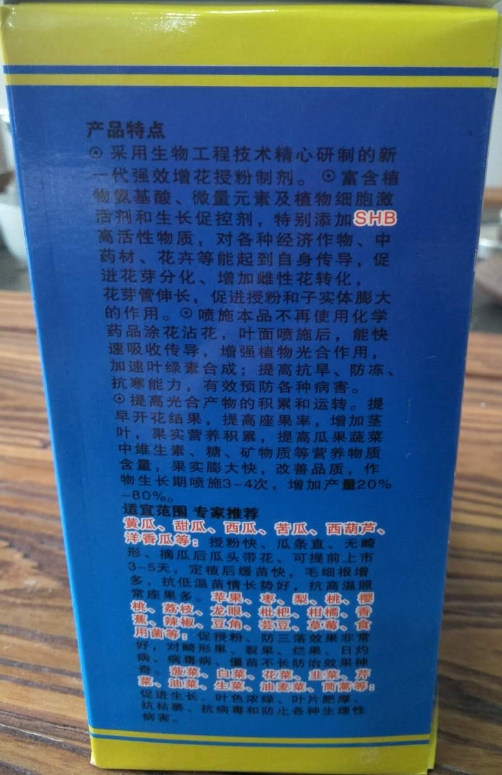 产品特点
⊙采用生物工程技术精心研制的新
一代强效增花授粉制剂。⊙富含植
物氨基酸、微量元素及植物细胞激
活剂和生长促控剂，特别添加SHB
高活性物质，对各种经济作物、中
药材、花卉等能起到自身传导，促
进花芽分化、增加雌性花转化，
花芽管伸长，促进授粉和子实体膨大
的作用。⊙喷施本品不再使用化学
药品涂花沾花，叶面喷施后，能快
速吸收传导，增强植物光合作用，
加速叶绿素合成；提高抗旱、防冻、
抗寒能力，有效预防各种病害。
⊙提高光合产物的积累和运转。提
早开花结果，提高座果率，增加茎
叶，果实营养积累，提高瓜果蔬菜
中维生素、糖、矿物质等营养物质
含量，果实膨大快，改善品质，作
物生长期喷施3-4次，增加产量20%
-80%。
适宜范围 专家推荐
黄瓜、甜瓜、西瓜、苦瓜、西葫芦、
洋香瓜等：授粉快、瓜条直、无畸
形、摘瓜后瓜头带花。可提前上市
3-5天，定植后缓苗快，毛细根增
多，抗低温苗情长势好，抗高温照
常座果多。苹果、枣、梨、桃、樱
桃、荔枝、龙眼、枇杷、柑橘、香
蕉、辣椒、豆角、芸豆、草莓、食
用菌等：促授粉、防三落效果非常
好，对畸形果、裂果、烂果、日灼
病、病毒病、僵苗不长防治效果神
奇。菠菜、白菜、花菜、韭菜、芹
菜、油菜、生菜、油麦菜、茼蒿等：
促进生长、叶色浓绿、叶片肥厚、
抗枯萎、抗病毒和防止各种生理性
病害。